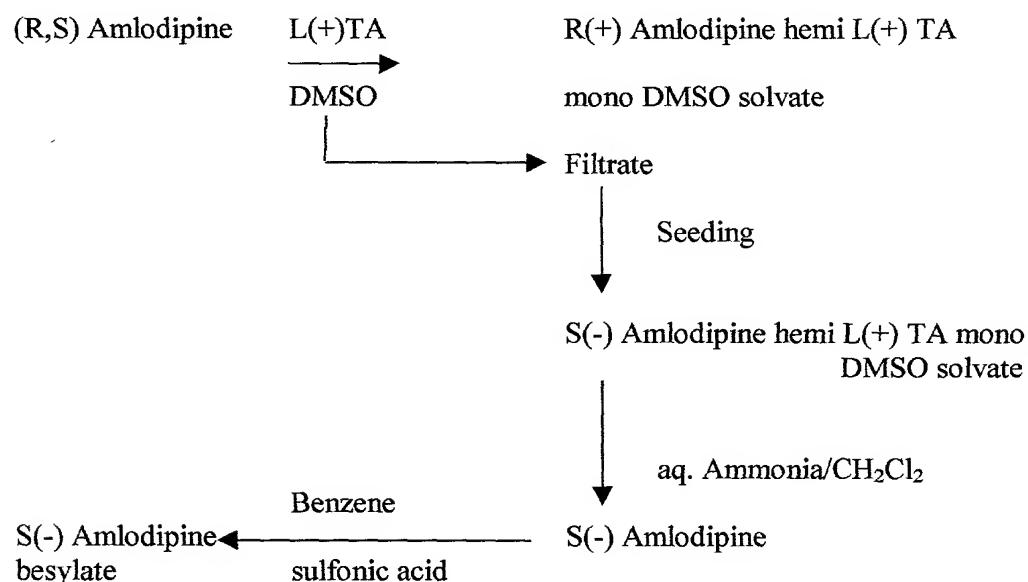 (R,S) Amlodipine L(+)TA R(+) Amlodipine hemi L(+) TA
DMSO mono DMSO solvate
Filtrate
Seeding
S(-) Amlodipine hemi L(+) TA mono
DMSO solvate
aq. Ammonia/CH₂Cl₂
Benzene
S(-) Amlodipine S(-) Amlodipine
besylate sulfonic acid